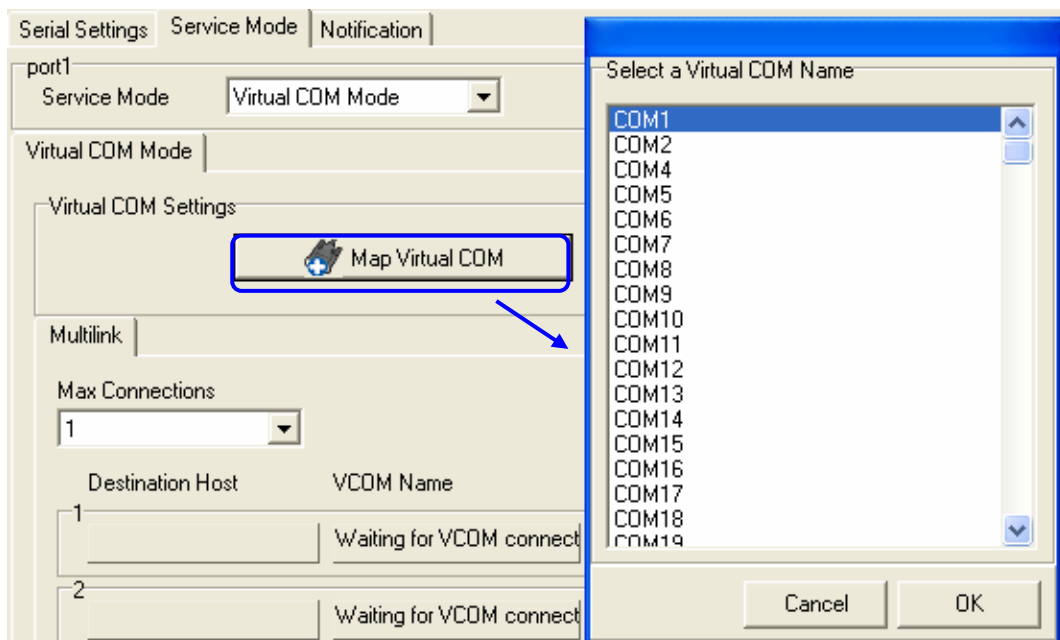 Serial Settings Service Mode Notification
port1
Service Mode Virtual COM Mode
Virtual COM Mode
Virtual COM Settings
Map Virtual COM
Multilink
Max Connections
1
Destination Host VCOM Name
1
Waiting for VCOM connect
2
Waiting for VCOM connect
Select a Virtual COM Name
COM1
COM2
COM4
COM5
COM6
COM7
COM8
COM9
COM10
COM11
COM12
COM13
COM14
COM15
COM16
COM17
COM18
COM19
Cancel OK